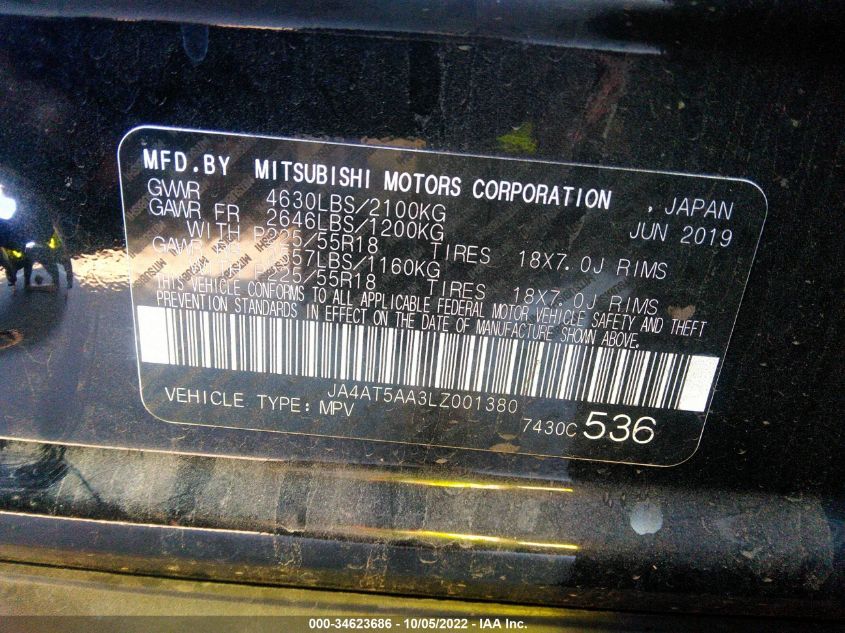 MFD.BY MITSUBISHI MOTORS CORPORATION , JAPAN
GVWR 4630LBS/2100KG JUN 2019
GAWR FR 2646LBS/1200KG
WITH P225/55R18 TIRES 18X7.0J RIMS
GAWR 57LBS/1160KG
P225/55R18 TIRES 18X7.0J RIMS
THIS VEHICLE CONFORMS TO ALL APPLICABLE FEDERAL MOTOR VEHICLE SAFETY AND THEFT
PREVENTION STANDARDS IN EFFECT ON THE DATE OF MANUFACTURE SHOWN ABOVE.
JA4AT5AA3LZ001380
VEHICLE TYPE: MPV 7430C 536
000-34623686 - 10/05/2022 - IAA Inc.